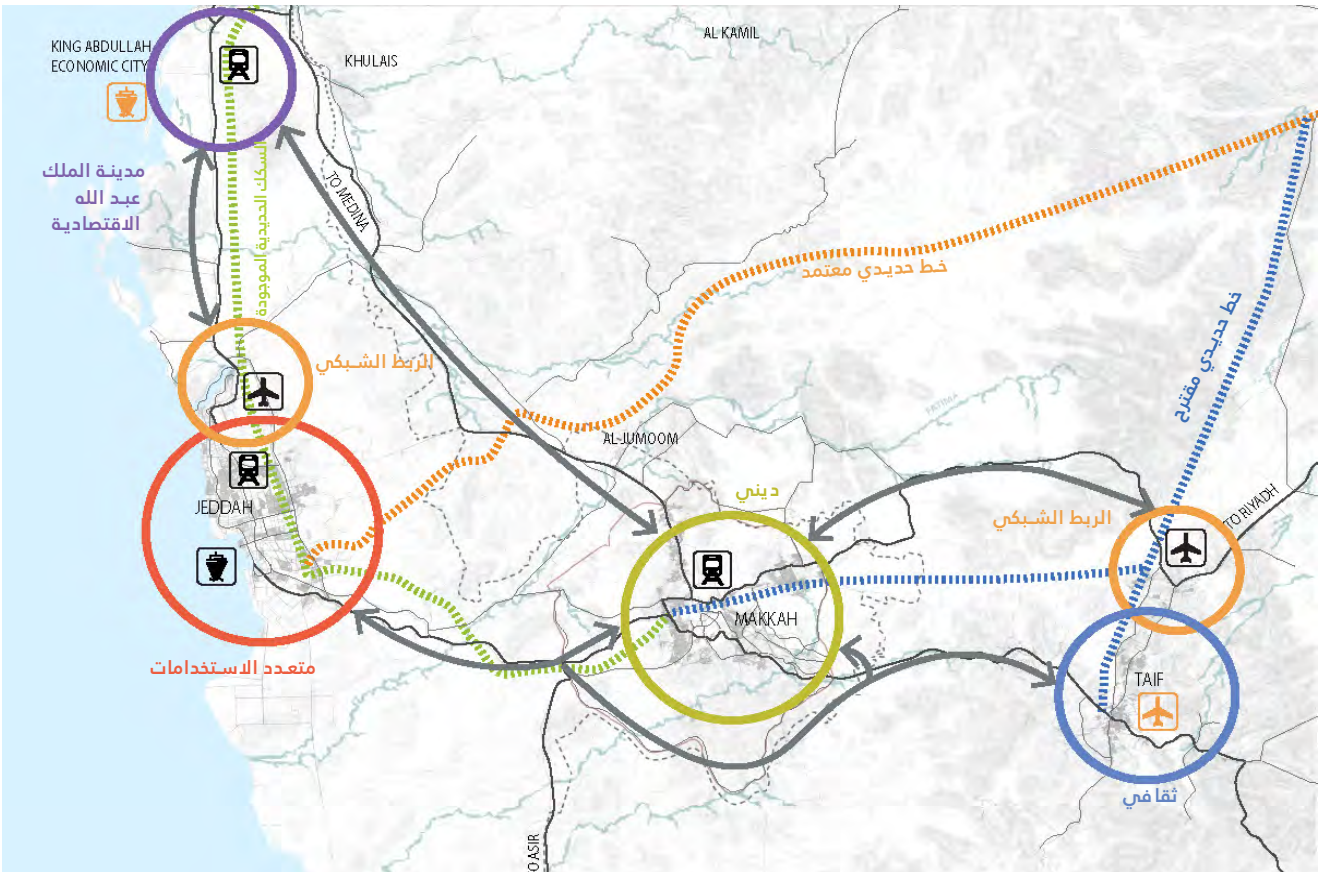 KING ABDULLAH
ECONOMIC CITY
KHULAIS
AL KAMIL
مدينة الملك
عبد الله
الاقتصادية
السكك الحديدية الموجودة
TO MEDINA
خط حديدي معتمد
خط حديدي مقترح
الربط الشبكي
FATIMA
AL-JUMOOM
JEDDAH
ديني
الربط الشبكي
TO RIYADH
MAKKAH
متعدد الاستخدامات
TAIF
ثقافي
O ASIR